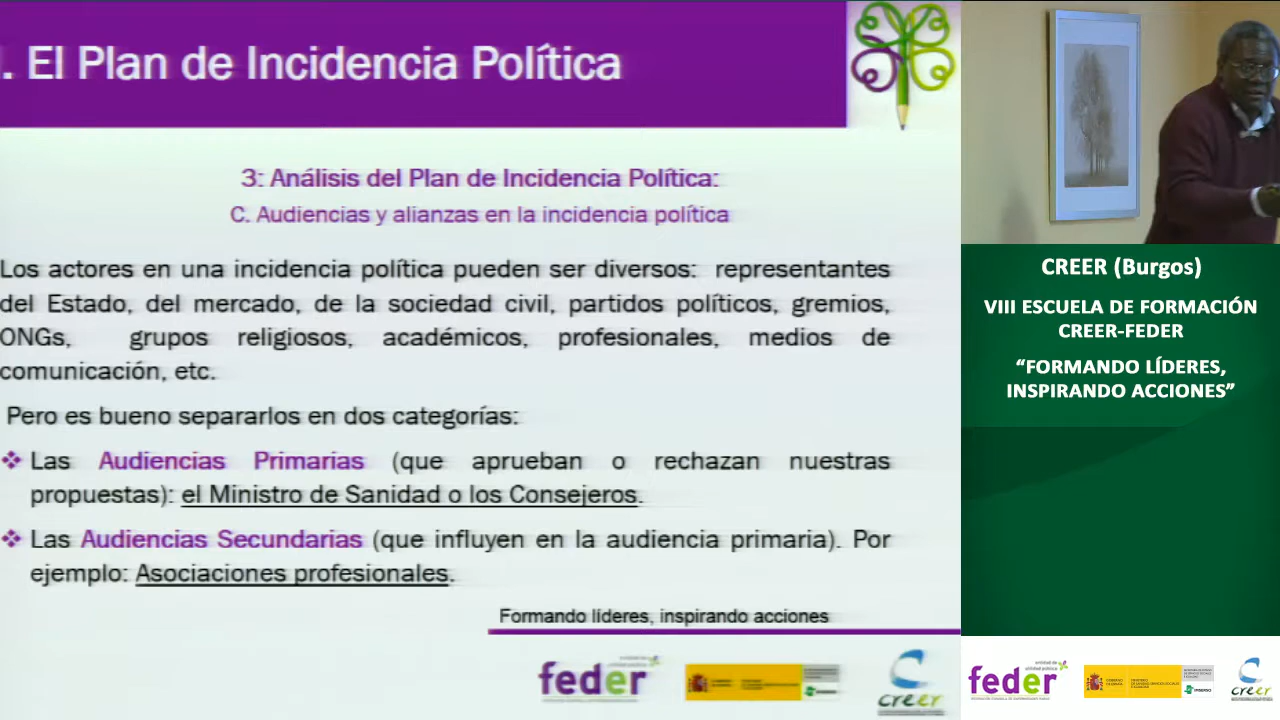 . El Plan de Incidencia Política
3: Análisis del Plan de Incidencia Política:
C. Audiencias y alianzas en la incidencia política
Los actores en una incidencia política pueden ser diversos: representantes
del Estado, del mercado, de la sociedad civil, partidos políticos, gremios,
ONGs, grupos religiosos, académicos, profesionales, medios de
comunicación, etc.
Pero es bueno separarlos en dos categorías:
❖ Las Audiencias Primarias (que aprueban o rechazan nuestras
propuestas): el Ministro de Sanidad o los Consejeros.
❖ Las Audiencias Secundarias (que influyen en la audiencia primaria). Por
ejemplo: Asociaciones profesionales.
Formando líderes, inspirando acciones
feder
creer
CREER (Burgos)
VIII ESCUELA DE FORMACIÓN
CREER-FEDER
“FORMANDO LÍDERES,
INSPIRANDO ACCIONES”
feder
creer